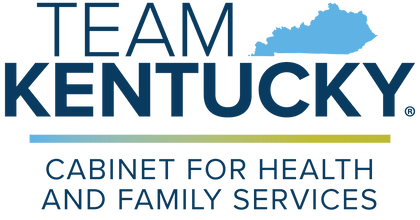 TEAM
KENTUCKY®
CABINET FOR HEALTH
AND FAMILY SERVICES